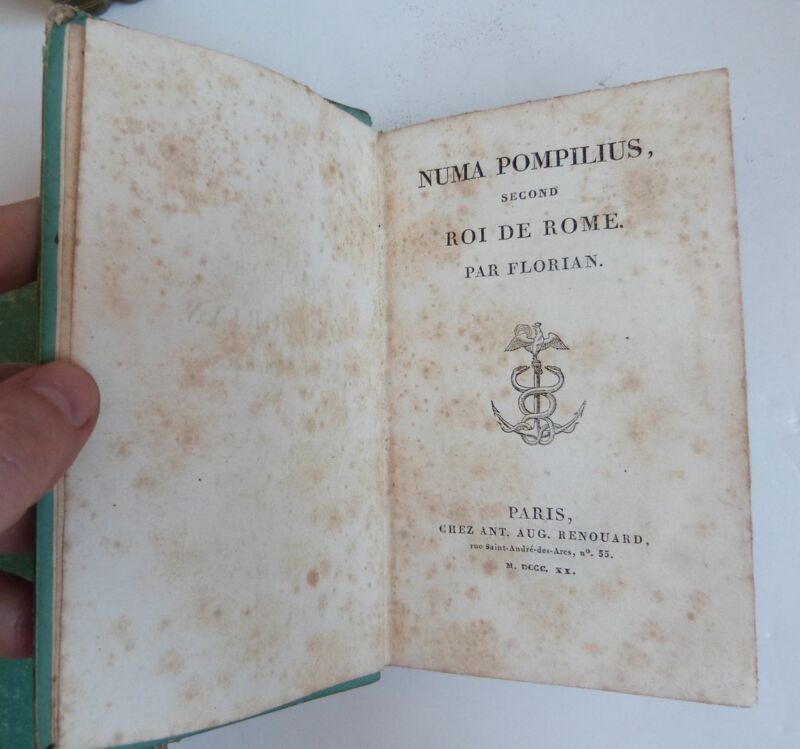 NUMA POMPILIUS,
SECOND
ROI DE ROME.
PAR FLORIAN.
PARIS,
CHEZ ANT. AUG. RENOUARD,
rue Saint-André-des-Arcs, nº. 55.
M. DCCC. XX.